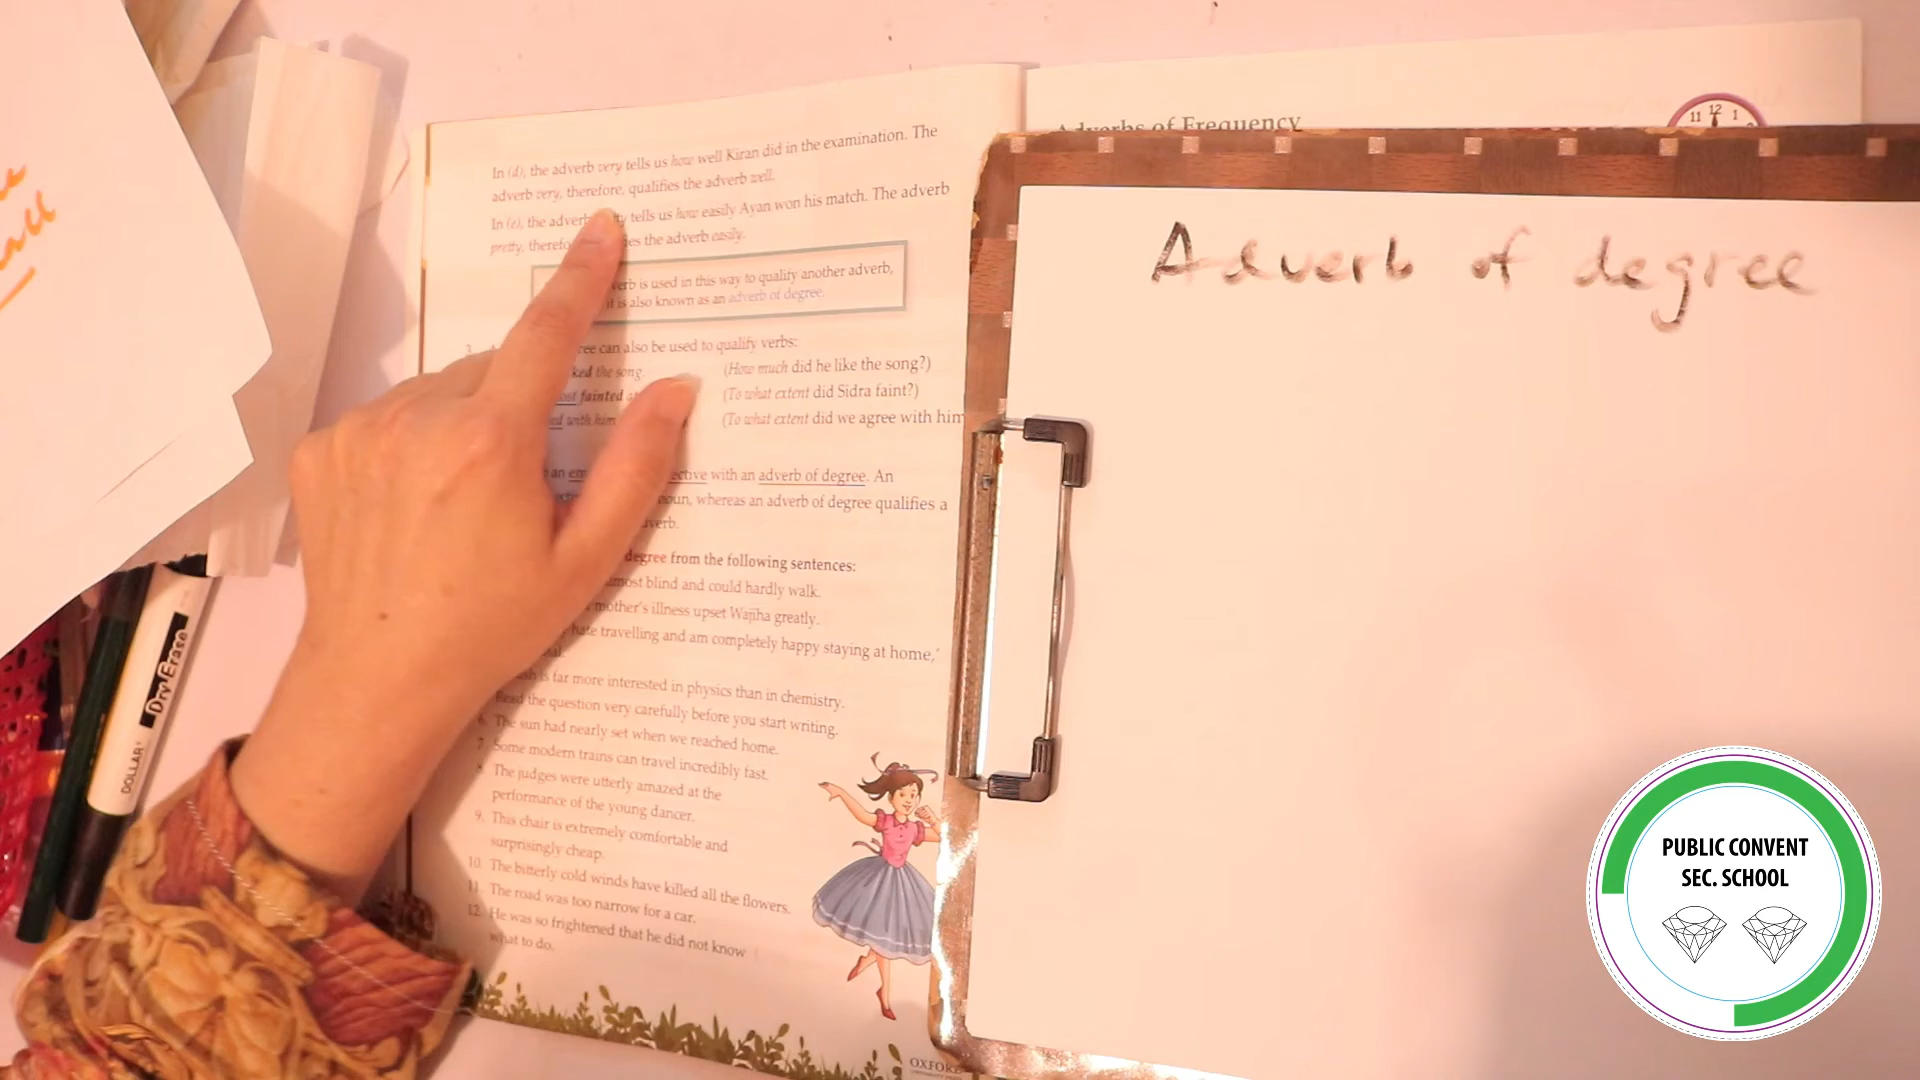 In (d), the adverb very tells us how well Kiran did in the examination. The
adverb very, therefore, qualifies the adverb well.
In (e), the adverb tells us how easily Ayan won his match. The adverb
pretty, the adverb easily.
is used in this way to qualify another adverb,
it is also known as an adverb of degree.
can also be used to qualify verbs:
the song. (How much did he like the song?)
fainted (To what extent did Sidra faint?)
with him (To what extent did we agree with him
an with an adverb of degree. An
whereas an adverb of degree qualifies a
degree from the following sentences:
blind and could hardly walk.
mother's illness upset Wajiha greatly.
hate travelling and am completely happy staying at home,'
is far more interested in physics than in chemistry.
Read the question very carefully before you start writing.
6. The sun had nearly set when we reached home.
7. Some modern trains can travel incredibly fast.
8. The judges were utterly amazed at the
performance of the young dancer.
9. This chair is extremely comfortable and
surprisingly cheap.
10. The bitterly cold winds have killed all the flowers.
11. The road was too narrow for a car.
12. He was so frightened that he did not know
what to do.
OXFORD
Adverbs of Frequency
11 12 1
Adverb of degree
Dry Erase
DOLLAR
PUBLIC CONVENT
SEC. SCHOOL